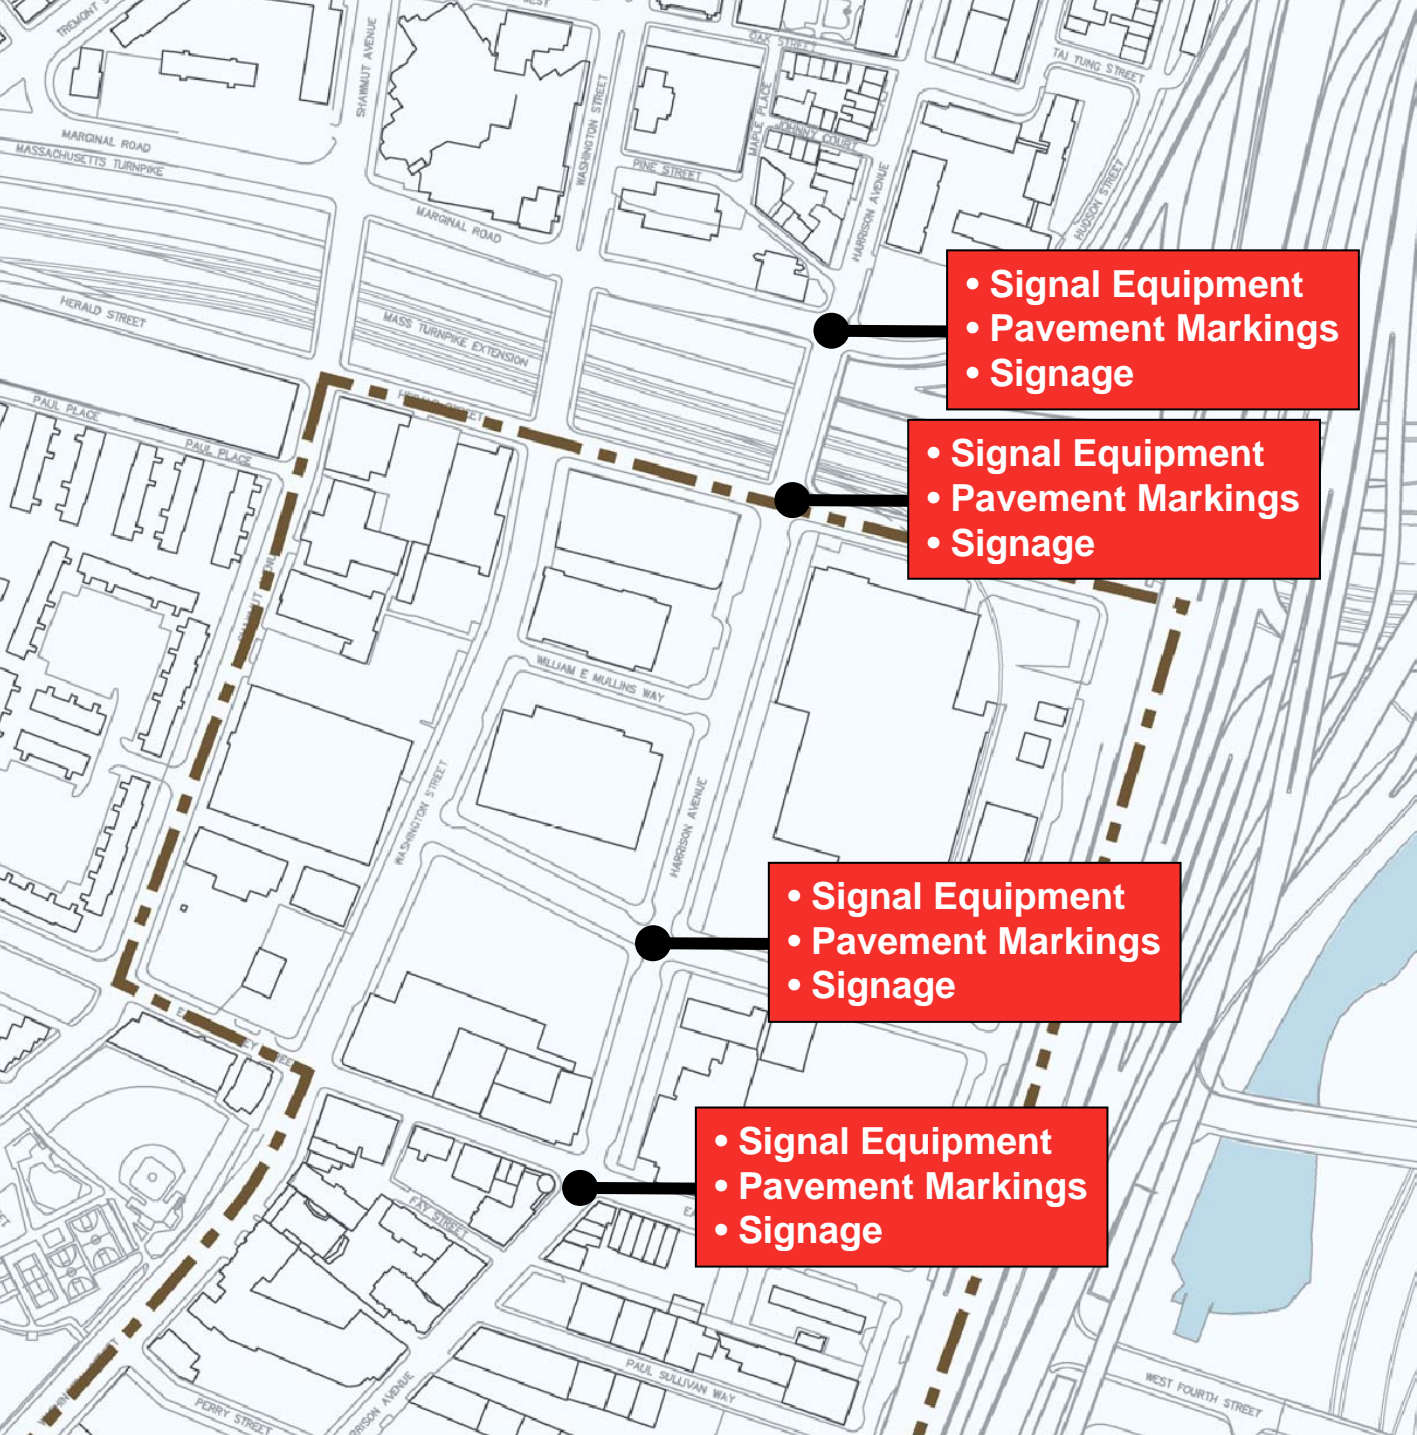 WEST
OAK STREET
TAI TUNG STREET
SHAWMUT AVENUE
WASHINGTON STREET
MAPLE PLACE
JOHNNY COURT
MARGINAL ROAD
MASSACHUSETTS TURNPIKE
PINE STREET
HARRISON AVENUE
HUDSON STREET
MARGINAL ROAD
• Signal Equipment
• Pavement Markings
• Signage
HERALD STREET
MASS TURNPIKE EXTENSION
PAUL PLACE
PAUL PLACE
• Signal Equipment
• Pavement Markings
• Signage
WILLIAM E MULLINS WAY
WASHINGTON STREET
HARRISON AVENUE
• Signal Equipment
• Pavement Markings
• Signage
• Signal Equipment
• Pavement Markings
• Signage
FAY STREET
PAUL SULLIVAN WAY
WEST FOURTH STREET
PERRY STREET